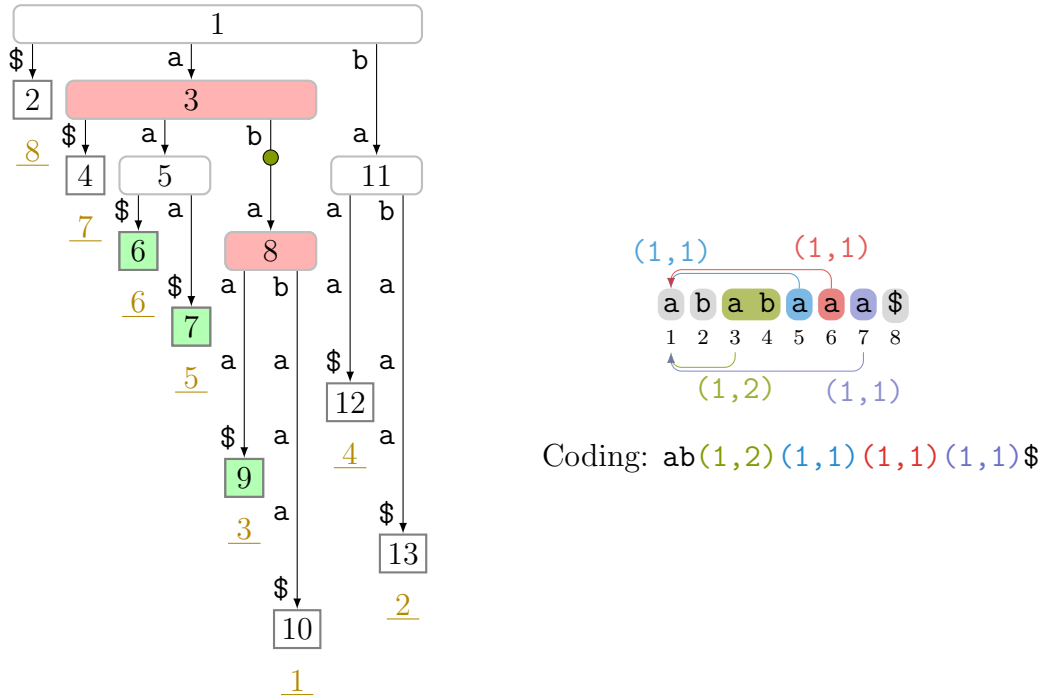 1
$ a b
2 3
8 $ a b a
4 5 11
7 $ a a a b
6 8
6 $ a b a a
7
5 a a $ a
12
$ a 4 a
9
3 a $
13
$ 2
10
1
(1,1) (1,1)
a b a b a a a $
1 2 3 4 5 6 7 8
(1,2) (1,1)
Coding: ab(1,2)(1,1)(1,1)(1,1)$